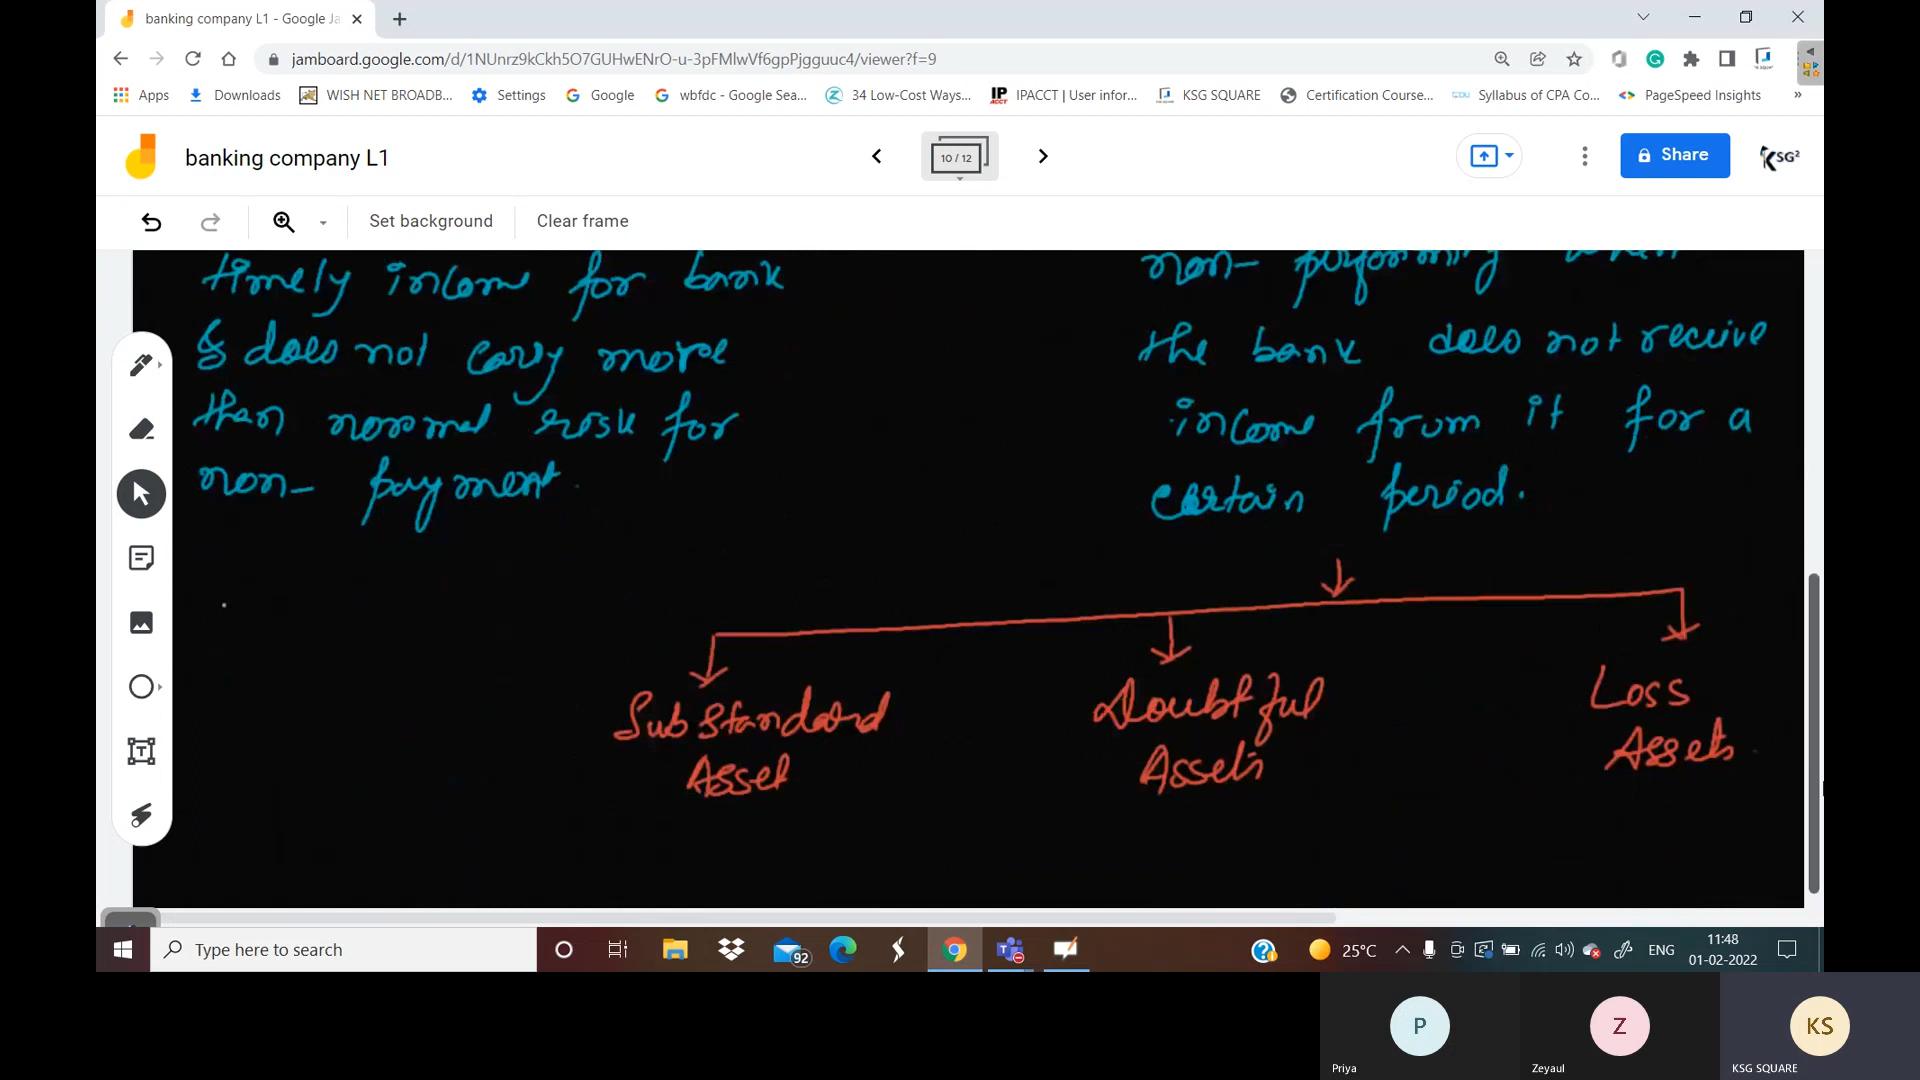 banking company L1 - Google Ja
jamboard.google.com/d/1NUnrz9kCkh5O7GUHwENrO-u-3pFMlwVf6gpPjgguuc4/viewer?f=9
Apps Downloads WISH NET BROADB... Settings Google wbfdc - Google Sea... 34 Low-Cost Ways... IPACCT | User infor... KSG SQUARE Certification Course... Syllabus of CPA Co... PageSpeed Insights »
banking company L1
10 / 12
Share
KSG²
Set background Clear frame
timely income for bank
& does not carry more
then normal risk for
non- payment.
non- performing when
the bank does not receive
income from it for a
certain period.
Substandard
Asset
Doubtful
Assets
Loss
Assets
Type here to search
92
25°C
ENG
11:48
01-02-2022
P
Priya
Z
Zeyaul
KS
KSG SQUARE